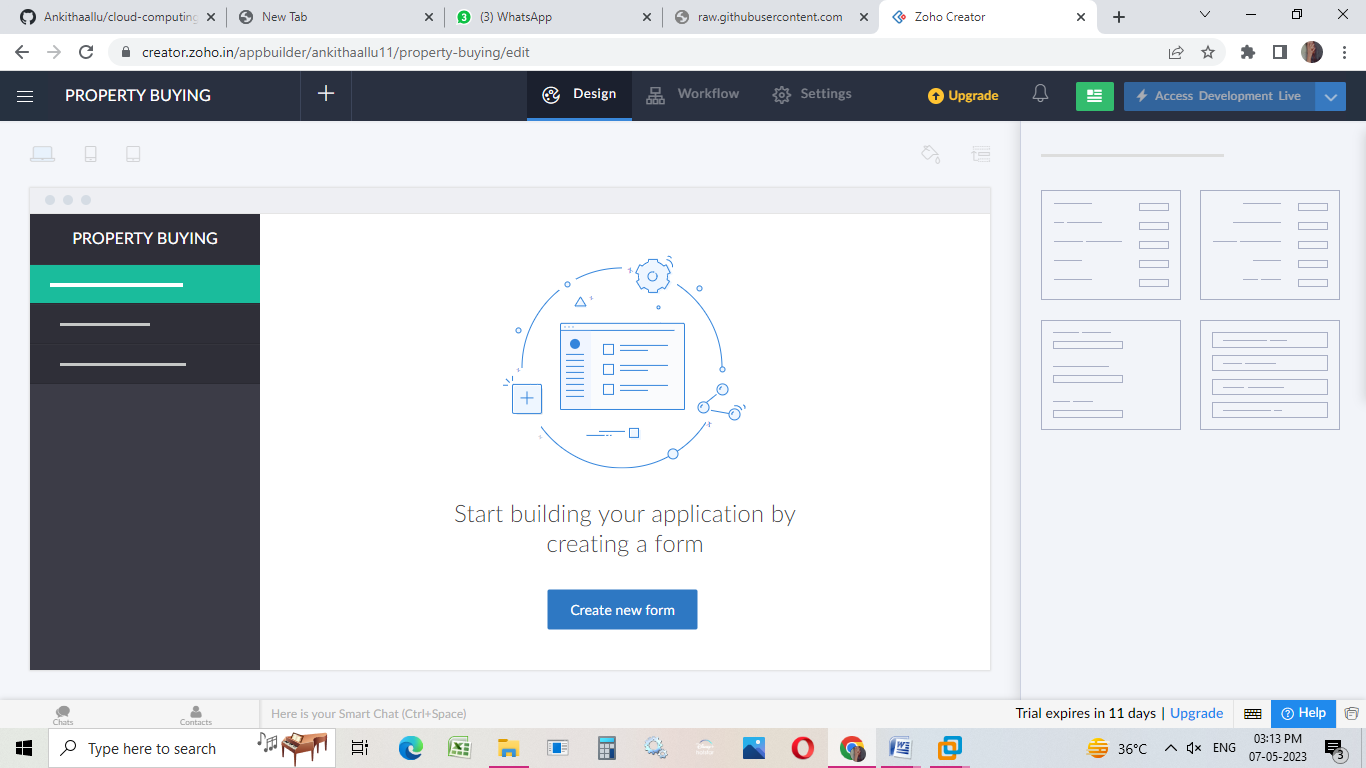 Ankithaallu/cloud-computing
New Tab
(3) WhatsApp
raw.githubusercontent.com
Zoho Creator
creator.zoho.in/appbuilder/ankithaallu11/property-buying/edit
PROPERTY BUYING
Design
Workflow
Settings
Upgrade
Access Development Live
PROPERTY BUYING
Start building your application by
creating a form
Create new form
Chats
Contacts
Here is your Smart Chat (Ctrl+Space)
Trial expires in 11 days | Upgrade
Help
Type here to search
36°C
ENG
03:13 PM
07-05-2023
3